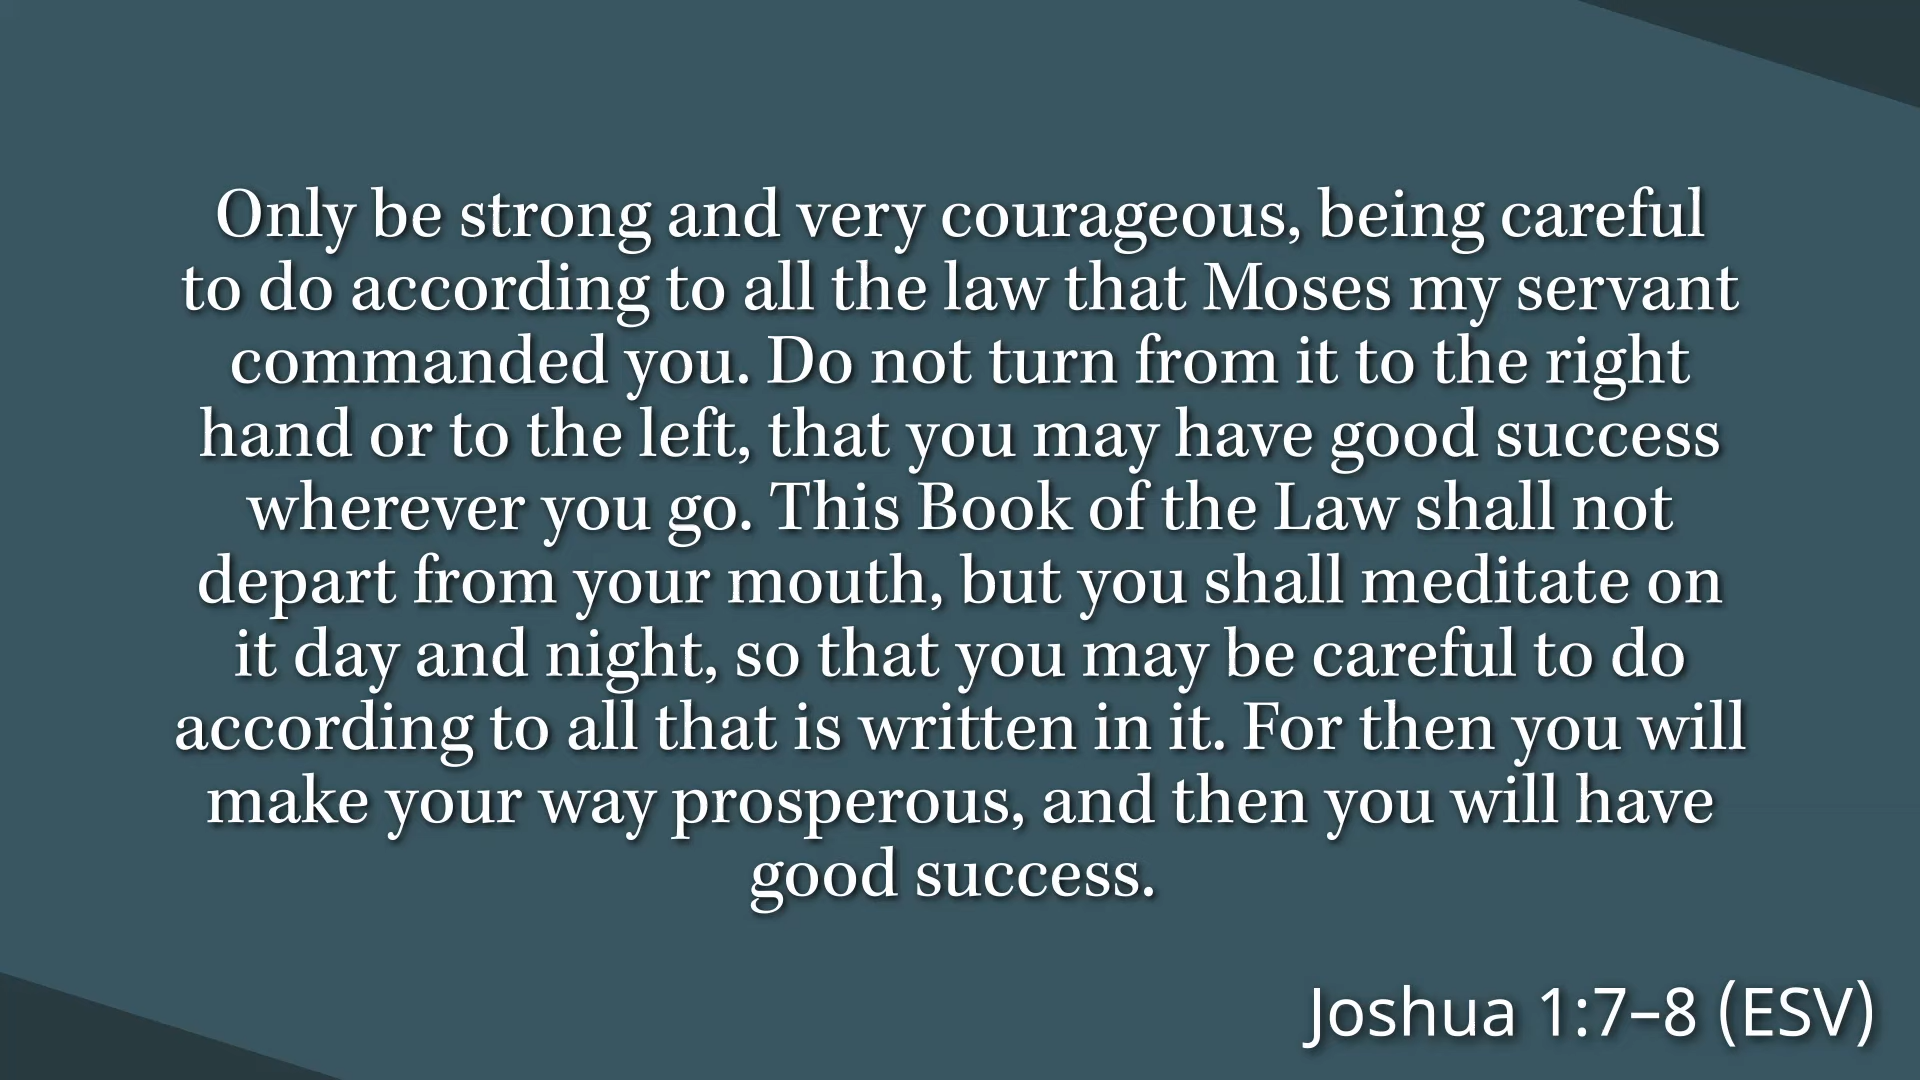 Only be strong and very courageous, being careful
to do according to all the law that Moses my servant
commanded you. Do not turn from it to the right
hand or to the left, that you may have good success
wherever you go. This Book of the Law shall not
depart from your mouth, but you shall meditate on
it day and night, so that you may be careful to do
according to all that is written in it. For then you will
make your way prosperous, and then you will have
good success.
Joshua 1:7–8 (ESV)